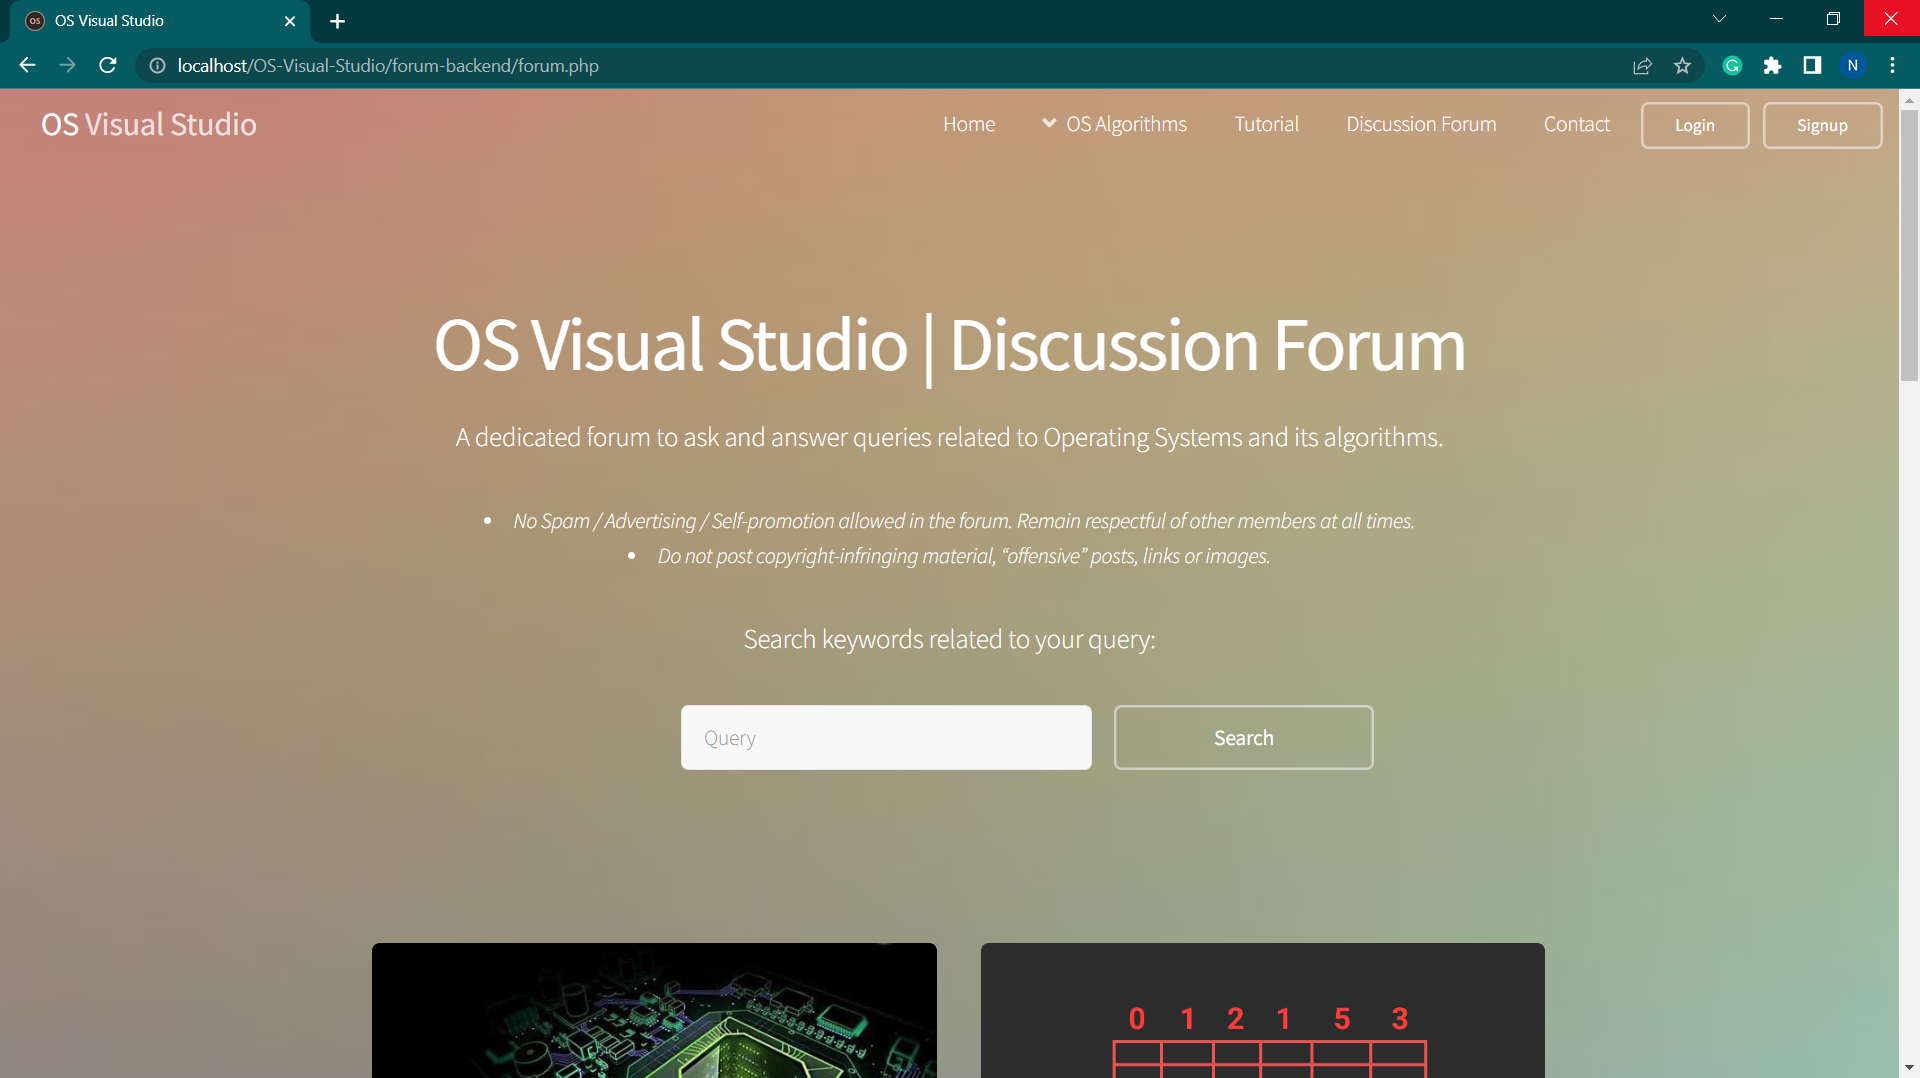 OS Visual Studio
localhost/OS-Visual-Studio/forum-backend/forum.php
N
OS Visual Studio
Home
OS Algorithms
Tutorial
Discussion Forum
Contact
Login
Signup
OS Visual Studio | Discussion Forum
A dedicated forum to ask and answer queries related to Operating Systems and its algorithms.
• No Spam / Advertising / Self-promotion allowed in the forum. Remain respectful of other members at all times.
• Do not post copyright-infringing material, “offensive” posts, links or images.
Search keywords related to your query:
Query
Search
0 1 2 1 5 3